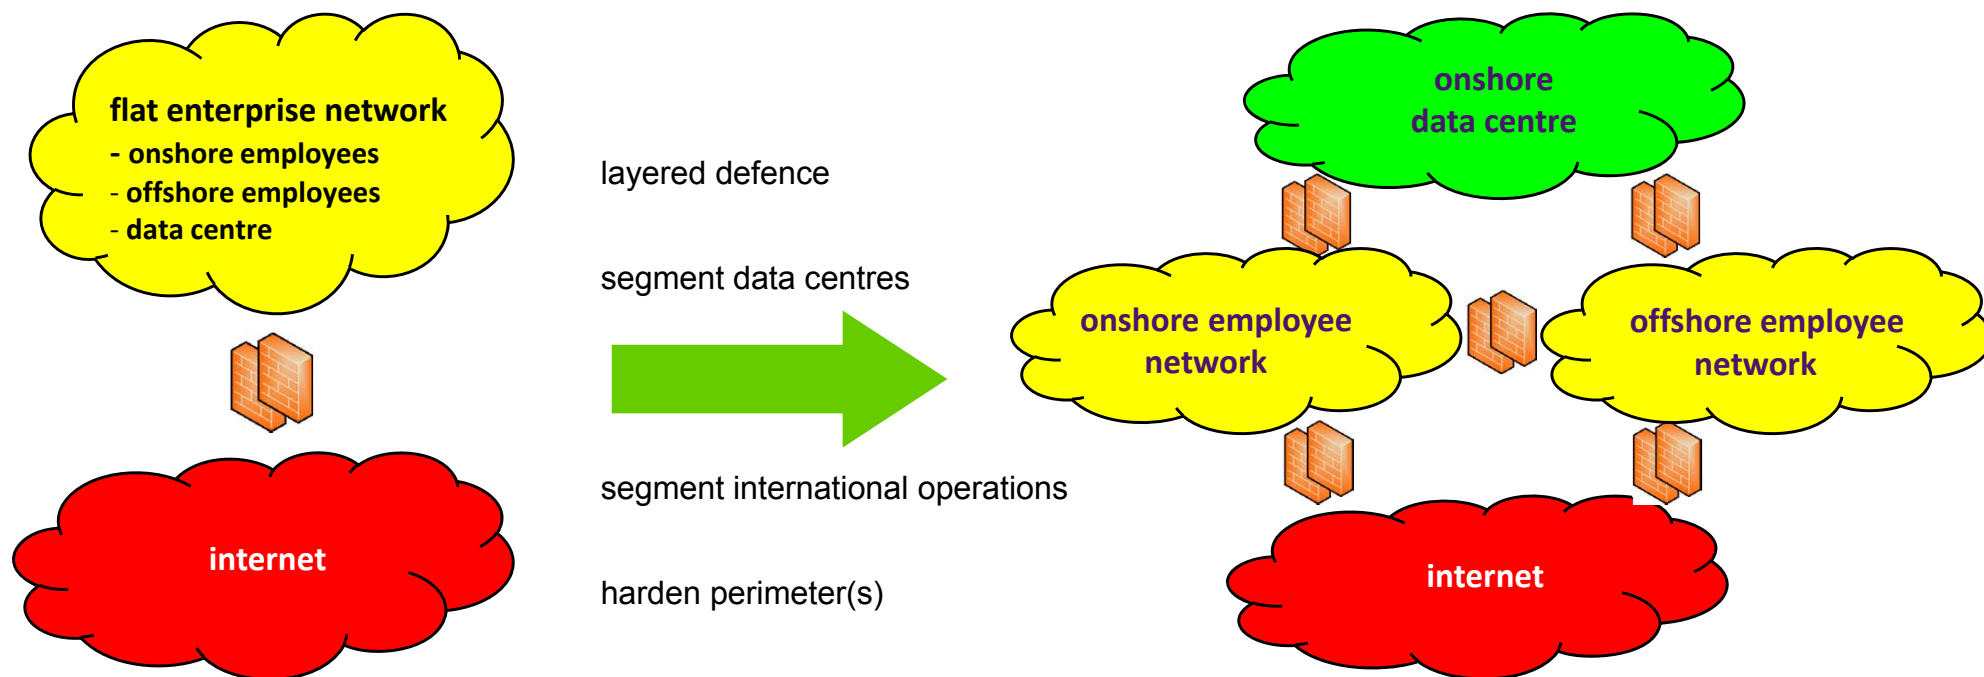 flat enterprise network
- onshore employees
- offshore employees
- data centre
internet
layered defence
segment data centres
segment international operations
harden perimeter(s)
onshore
data centre
onshore employee
network
offshore employee
network
internet